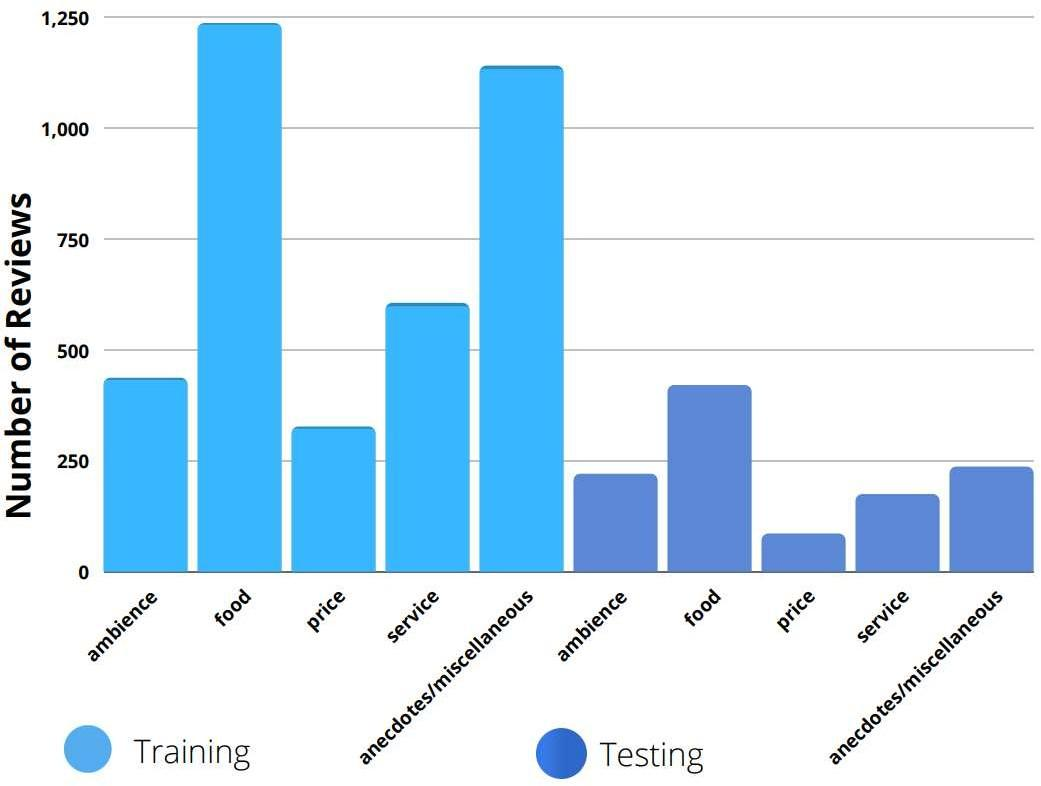 Number of Reviews
1,250
1,000
750
500
250
0
ambience
food
price
service
anecdotes/miscellaneous
ambience
food
price
service
anecdotes/miscellaneous
Training
Testing